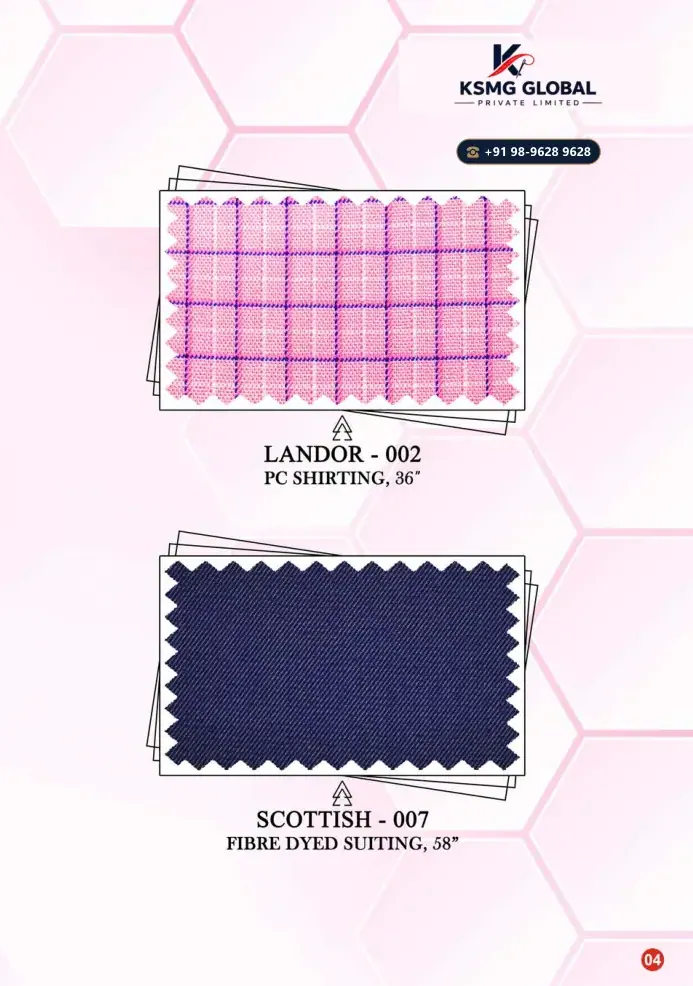 KSMG GLOBAL
PRIVATE LIMITED
+91 98-9628 9628
LANDOR - 002
PC SHIRTING, 36"
SCOTTISH - 007
FIBRE DYED SUITING, 58”
04